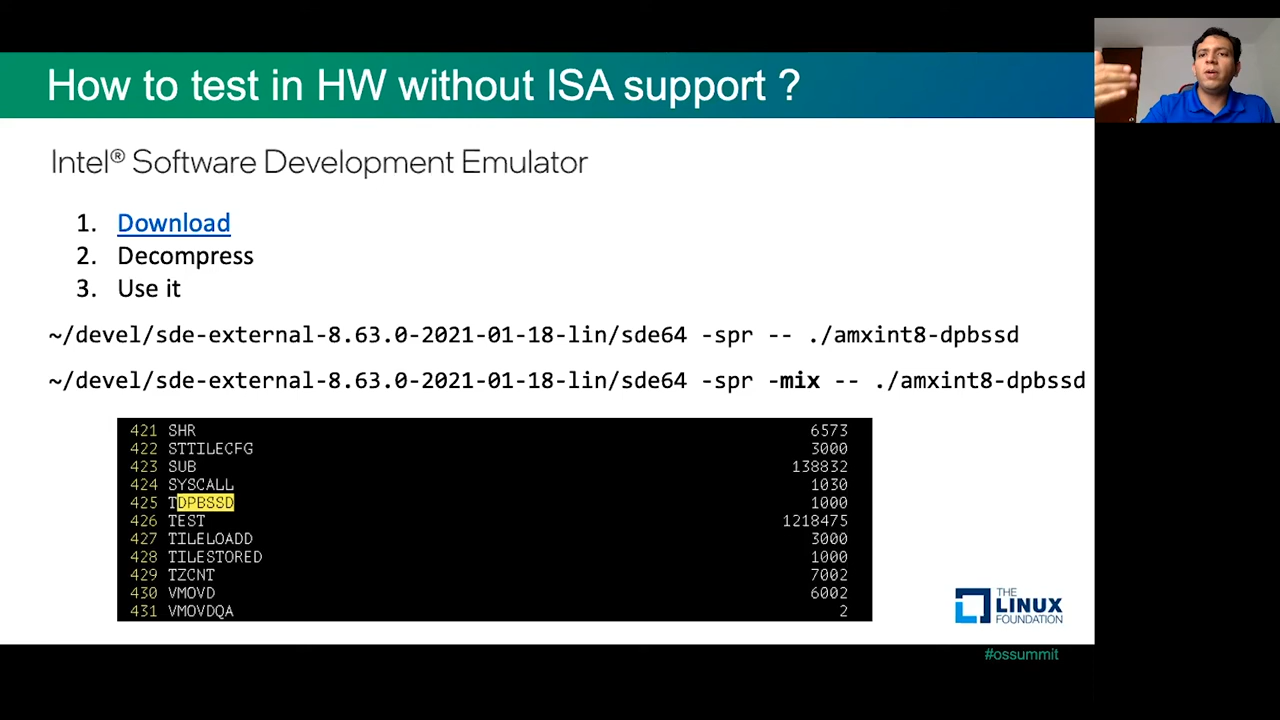 How to test in HW without ISA support ?
Intel® Software Development Emulator
1. Download
2. Decompress
3. Use it
~/devel/sde-external-8.63.0-2021-01-18-lin/sde64 -spr -- ./amxint8-dpbssd
~/devel/sde-external-8.63.0-2021-01-18-lin/sde64 -spr -mix -- ./amxint8-dpbssd
421 SHR 6573
422 STTILECFG 3000
423 SUB 138832
424 SYSCALL 1030
425 TDPBSSD 1000
426 TEST 1218475
427 TILELOADD 3000
428 TILESTORED 1000
429 TZCNT 7002
430 VMOVD 6002
431 VMOVDQA 2
THE
LINUX
FOUNDATION
#ossummit